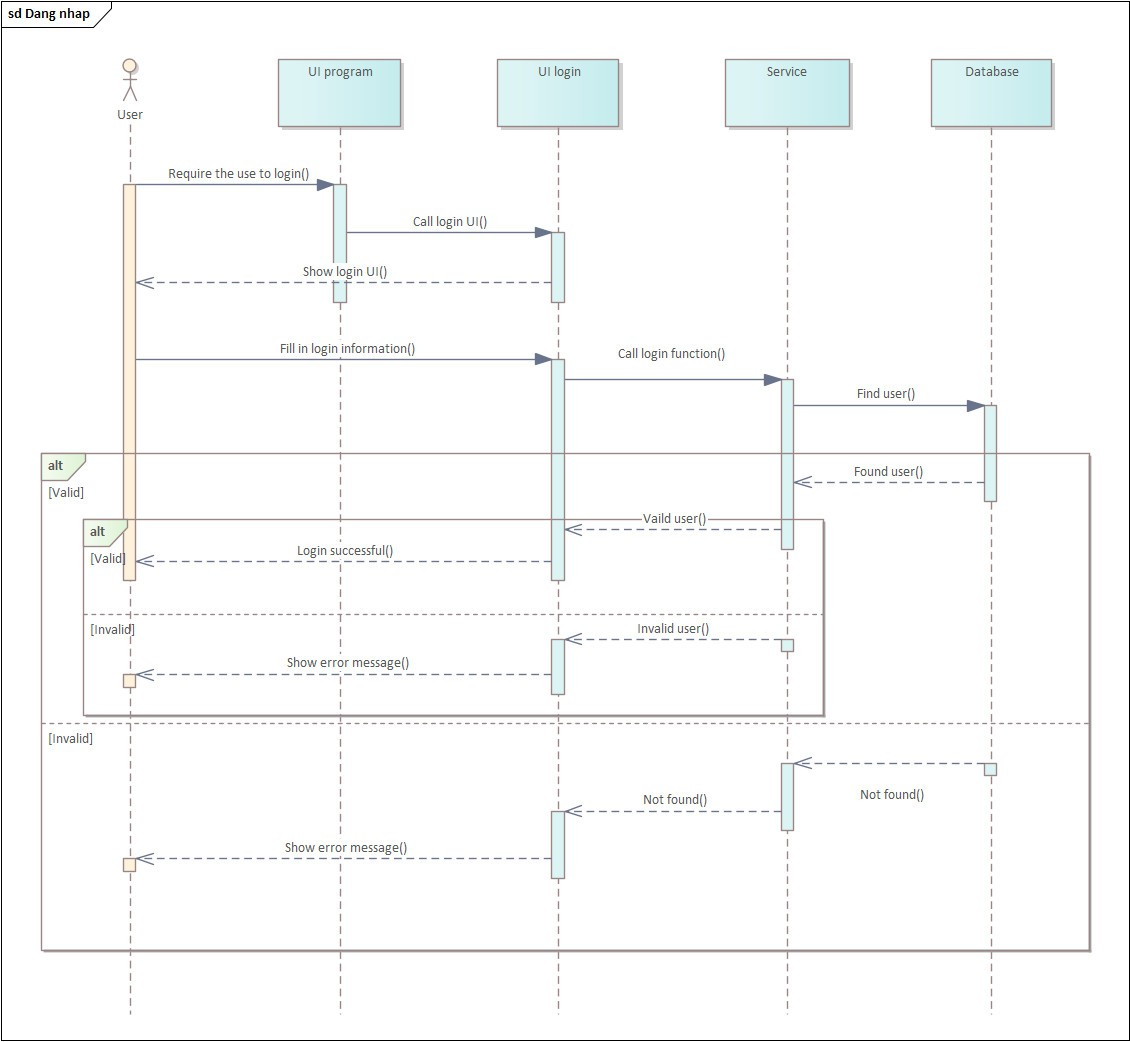 sd Dang nhap
User
UI program
UI login
Service
Database
Require the use to login()
Call login UI()
Show login UI()
Fill in login information()
Call login function()
Find user()
alt
[Valid]
Found user()
alt
[Valid]
Vaild user()
Login successful()
[Invalid]
Invalid user()
Show error message()
[Invalid]
Not found()
Not found()
Show error message()